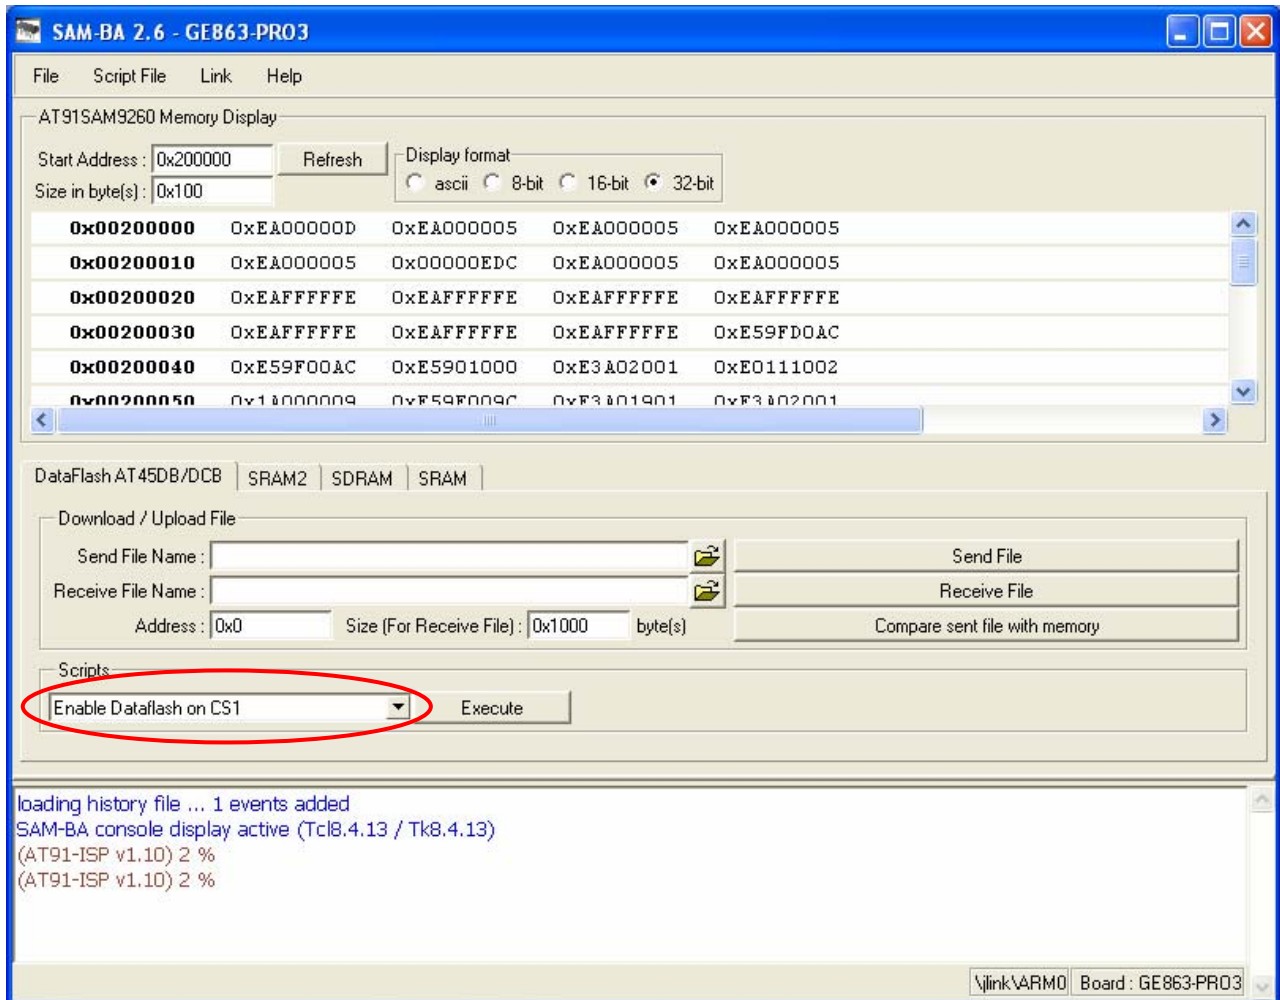 SAM-BA 2.6 - GE863-PRO3
File Script File Link Help
AT91SAM9260 Memory Display
Start Address : 0x200000 Refresh
Size in byte(s) : 0x100
Display format
ascii 8-bit 16-bit 32-bit
0x00200000 0xEA00000D 0xEA000005 0xEA000005 0xEA000005
0x00200010 0xEA000005 0x00000EDC 0xEA000005 0xEA000005
0x00200020 0xEAFFFFFE 0xEAFFFFFE 0xEAFFFFFE 0xEAFFFFFE
0x00200030 0xEAFFFFFE 0xEAFFFFFE 0xEAFFFFFE 0xE59FD0AC
0x00200040 0xE59F00AC 0xE5901000 0xE3A02001 0xE0111002
0x00200050 0x1A000009 0xE59F009C 0xE3A01901 0xE3A02001
DataFlash AT45DB/DCB SRAM2 SDRAM SRAM
Download / Upload File
Send File Name : Send File
Receive File Name : Receive File
Address : 0x0 Size (For Receive File) : 0x1000 byte(s) Compare sent file with memory
Scripts
Enable Dataflash on CS1 Execute
loading history file ... 1 events added
SAM-BA console display active (Tcl8.4.13 / Tk8.4.13)
(AT91-ISP v1.10) 2 %
(AT91-ISP v1.10) 2 %
\jlink\ARM0 Board : GE863-PRO3